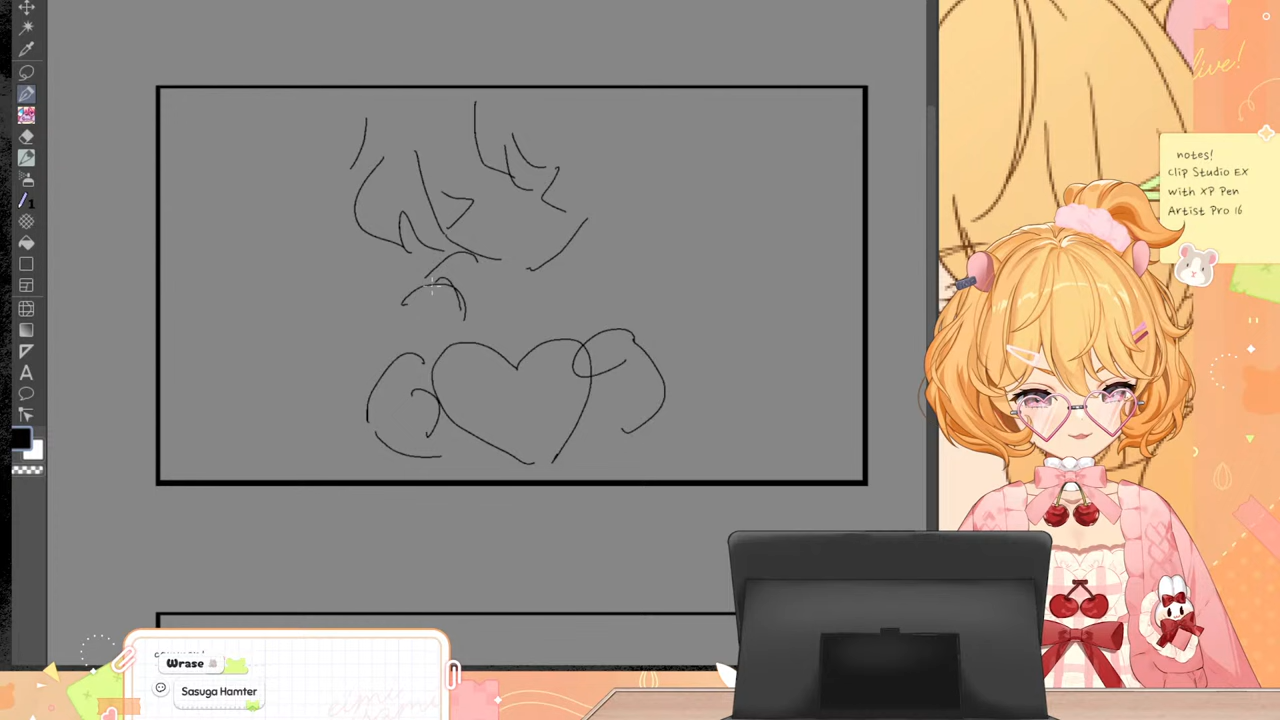 live!
notes!
Clip Studio EX
with XP Pen
Artist Pro 16
Wrase
Sasuga Hamter